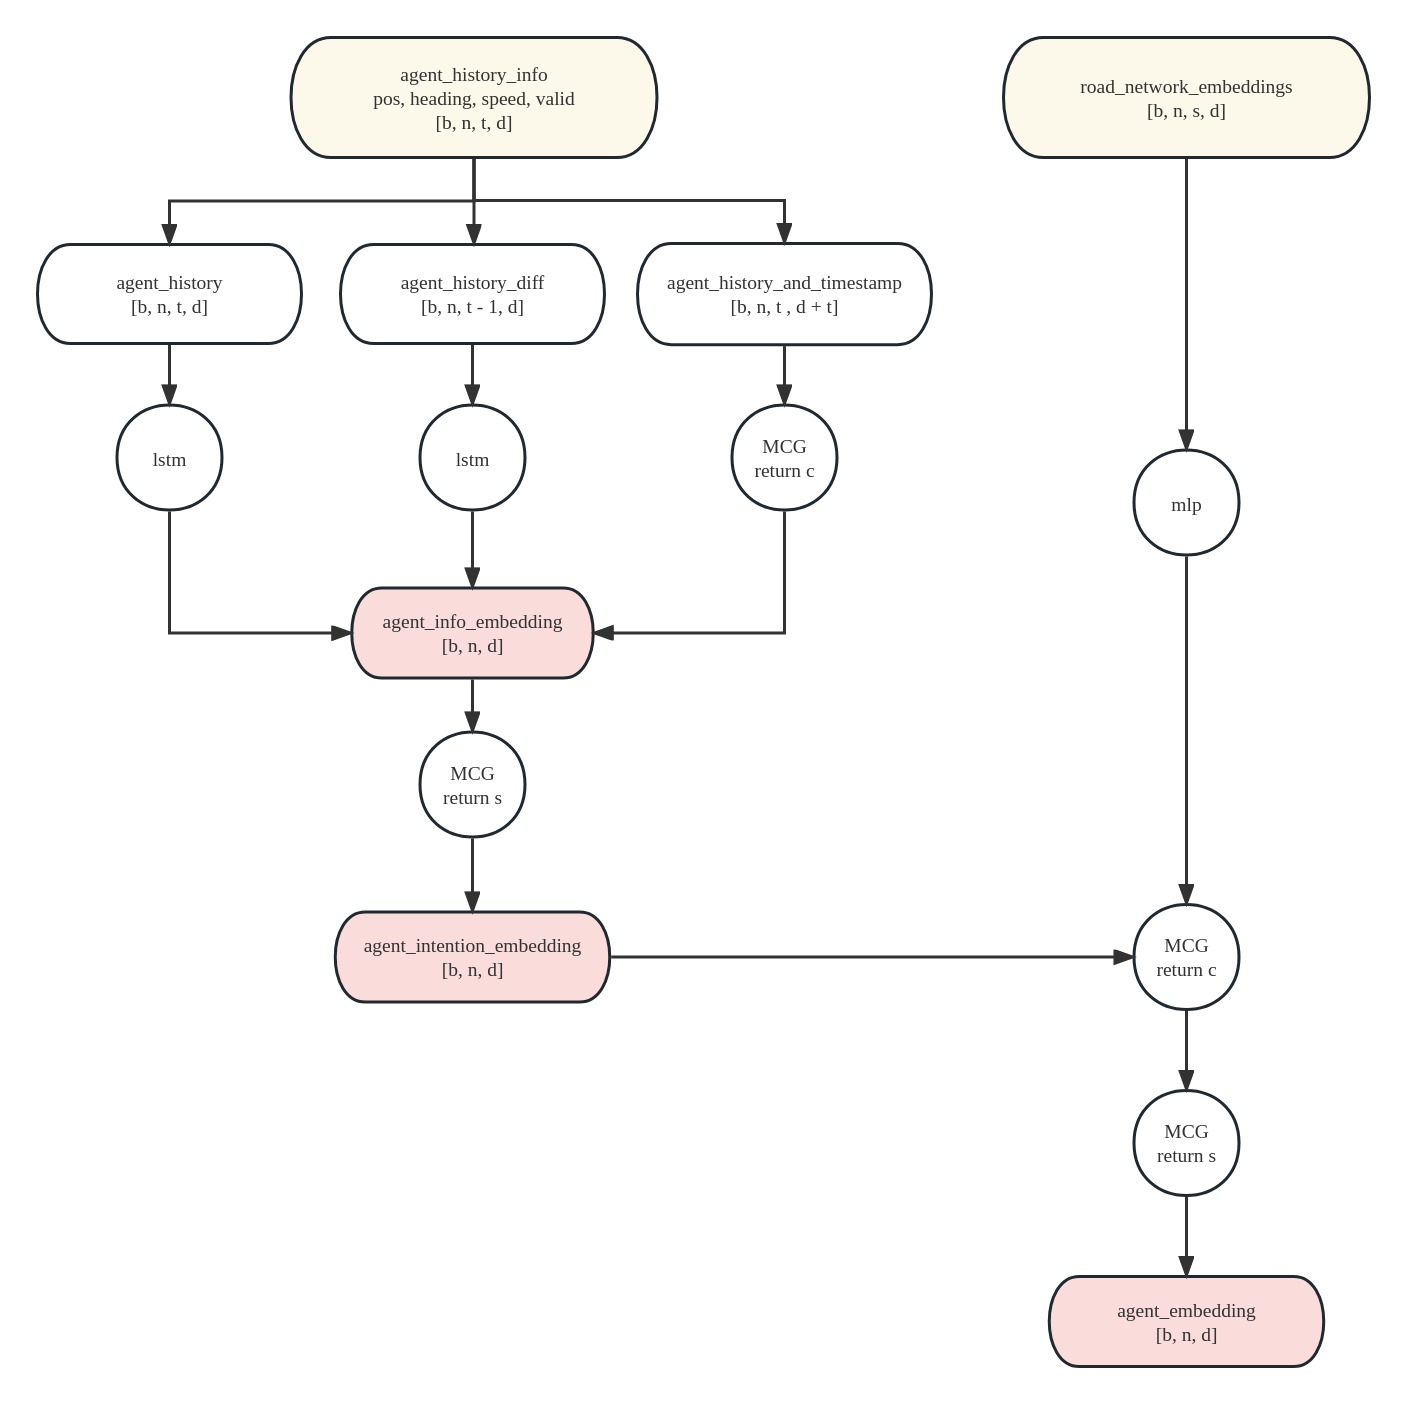 agent_history_info
pos, heading, speed, valid
[b, n, t, d]
road_network_embeddings
[b, n, s, d]
agent_history
[b, n, t, d]
agent_history_diff
[b, n, t - 1, d]
agent_history_and_timestamp
[b, n, t , d + t]
lstm
lstm
MCG
return c
mlp
agent_info_embedding
[b, n, d]
MCG
return s
agent_intention_embedding
[b, n, d]
MCG
return c
MCG
return s
agent_embedding
[b, n, d]